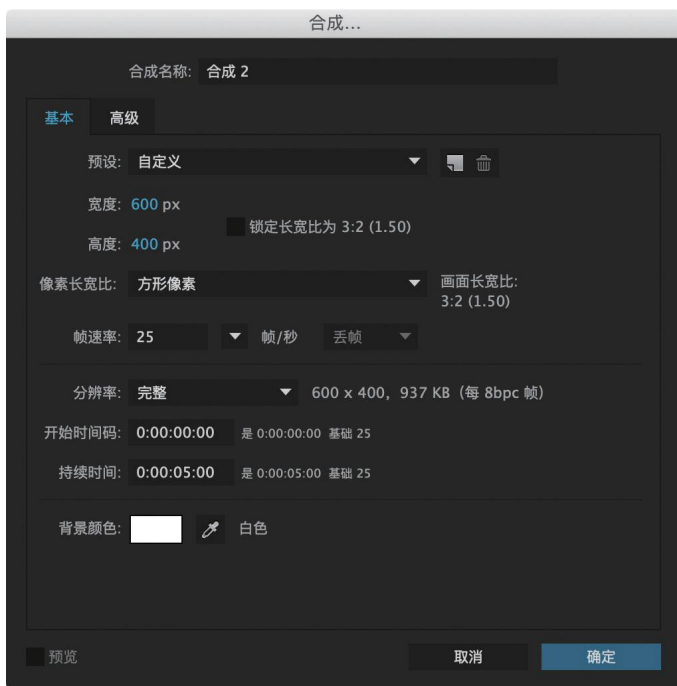 合成...
合成名称: 合成 2
基本 高级
预设: 自定义
宽度: 600 px
锁定长宽比为 3:2 (1.50)
高度: 400 px
像素长宽比: 方形像素 画面长宽比:
3:2 (1.50)
帧速率: 25 帧/秒 丢帧
分辨率: 完整 600 x 400，937 KB（每 8bpc 帧）
开始时间码: 0:00:00:00 是 0:00:00:00 基础 25
持续时间: 0:00:05:00 是 0:00:05:00 基础 25
背景颜色: 白色
预览 取消 确定